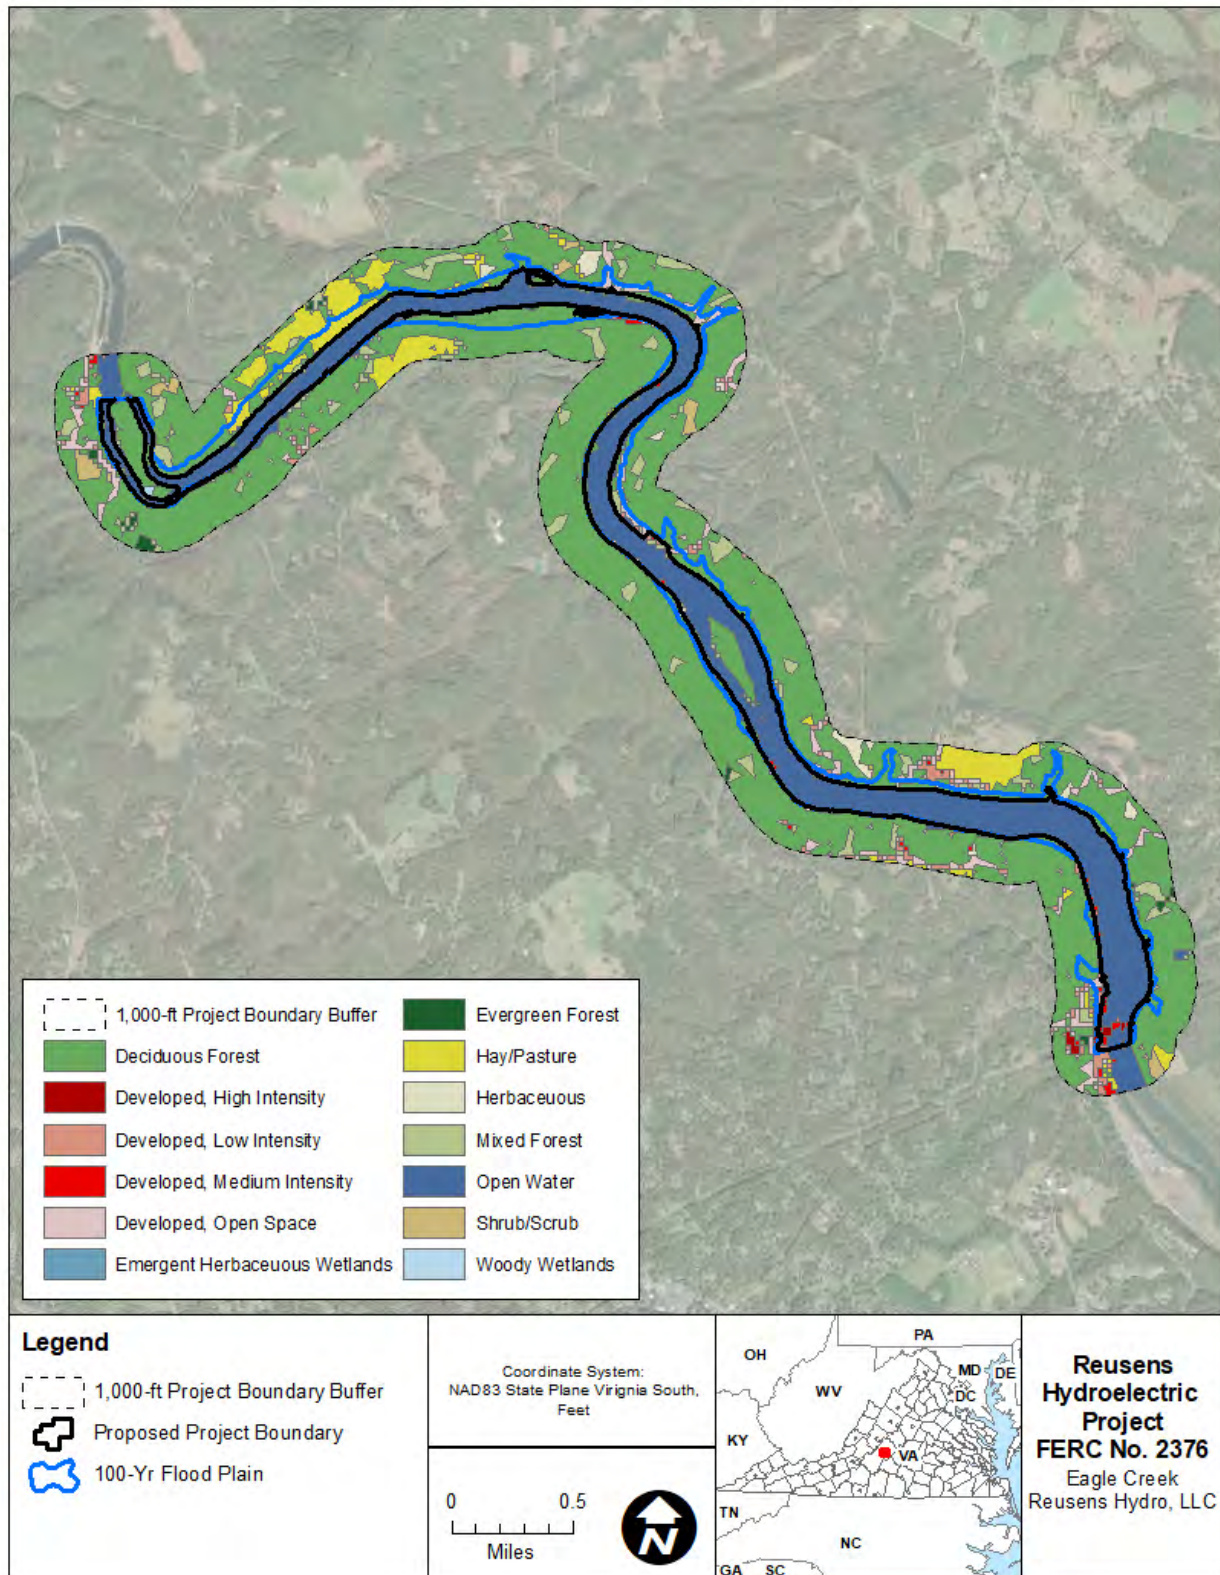 1,000-ft Project Boundary Buffer
Deciduous Forest
Developed, High Intensity
Developed, Low Intensity
Developed, Medium Intensity
Developed, Open Space
Emergent Herbaceuous Wetlands
Evergreen Forest
Hay/Pasture
Herbaceuous
Mixed Forest
Open Water
Shrub/Scrub
Woody Wetlands
Legend
1,000-ft Project Boundary Buffer
Proposed Project Boundary
100-Yr Flood Plain
Coordinate System:
NAD83 State Plane Virignia South,
Feet
0 0.5
Miles
N
PA
OH
MD
DE
WV
DC
KY
VA
TN
NC
GA
SC
Reusens
Hydroelectric
Project
FERC No. 2376
Eagle Creek
Reusens Hydro, LLC